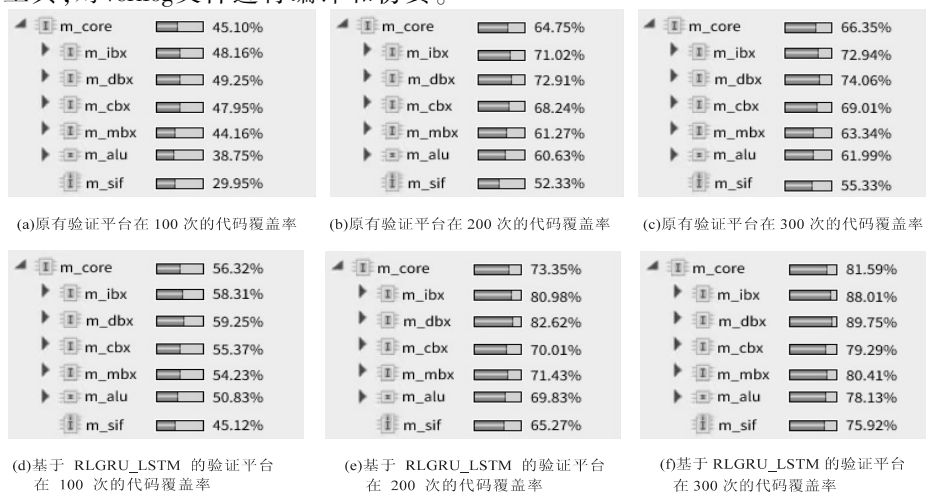 m_core 45.10%
m_ibx 48.16%
m_dbx 49.25%
m_cbx 47.95%
m_mbx 44.16%
m_alu 38.75%
m_sif 29.95%
(a)原有验证平台在 100 次的代码覆盖率
m_core 64.75%
m_ibx 71.02%
m_dbx 72.91%
m_cbx 68.24%
m_mbx 61.27%
m_alu 60.63%
m_sif 52.33%
(b)原有验证平台在 200 次的代码覆盖率
m_core 66.35%
m_ibx 72.94%
m_dbx 74.06%
m_cbx 69.01%
m_mbx 63.34%
m_alu 61.99%
m_sif 55.33%
(c)原有验证平台在 300 次的代码覆盖率
m_core 56.32%
m_ibx 58.31%
m_dbx 59.25%
m_cbx 55.37%
m_mbx 54.23%
m_alu 50.83%
m_sif 45.12%
(d)基于 RLGRU_LSTM 的验证平台
在 100 次的代码覆盖率
m_core 73.35%
m_ibx 80.98%
m_dbx 82.62%
m_cbx 70.01%
m_mbx 71.43%
m_alu 69.83%
m_sif 65.27%
(e)基于 RLGRU_LSTM 的验证平台
在 200 次的代码覆盖率
m_core 81.59%
m_ibx 88.01%
m_dbx 89.75%
m_cbx 79.29%
m_mbx 80.41%
m_alu 78.13%
m_sif 75.92%
(f)基于 RLGRU_LSTM 的验证平台
在 300 次的代码覆盖率